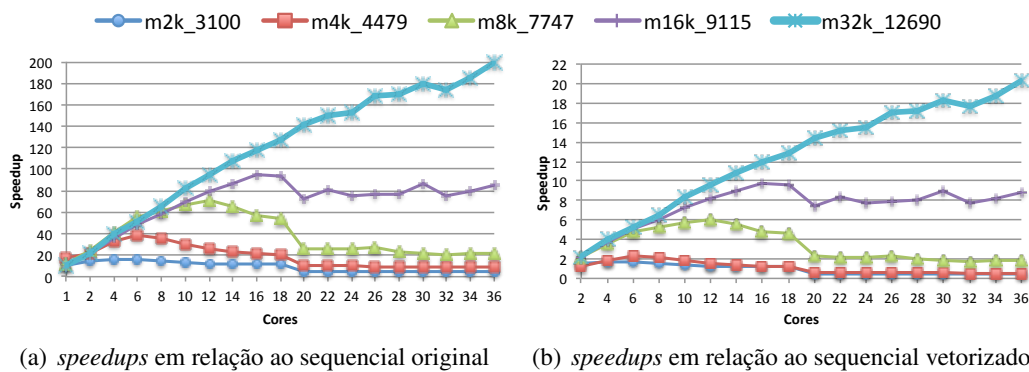 m2k_3100 m4k_4479 m8k_7747 m16k_9115 m32k_12690
200
180
160
140
120
100
80
60
40
20
0
Speedup
1 2 4 6 8 10 12 14 16 18 20 22 24 26 28 30 32 34 36
Cores
22
20
18
16
14
12
10
8
6
4
2
0
Speedup
2 4 6 8 10 12 14 16 18 20 22 24 26 28 30 32 34 36
Cores
(a) speedups em relação ao sequencial original
(b) speedups em relação ao sequencial vetorizado